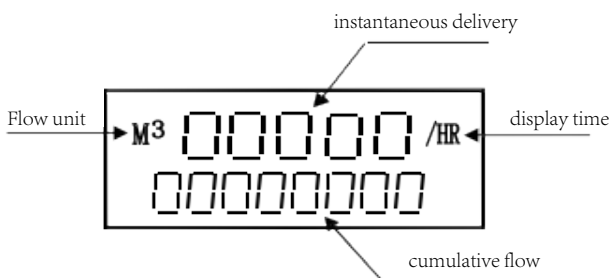 instantaneous delivery
Flow unit
M³ 00000 /HR
display time
00000000
cumulative flow